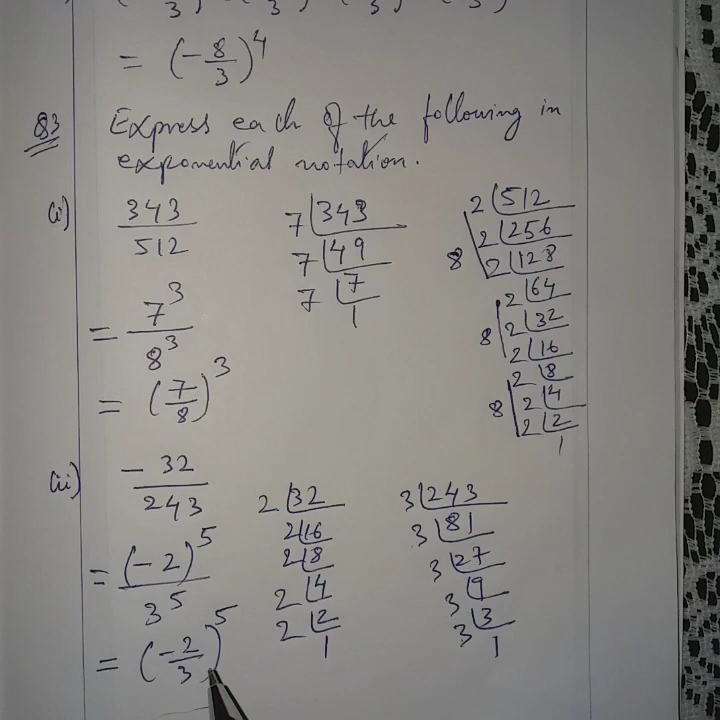 = (-8/3)^4
Q3 Express each of the following in
exponential notation.
(i) 343/512
= 7^3/8^3
= (7/8)^3
7 | 343
7 | 49
7 | 7
1
2 | 512
2 | 256
8 2 | 128
2 | 64
8 2 | 32
2 | 16
2 | 8
8 2 | 4
2 | 2
1
(ii) -32/243
= (-2)^5/3^5
= (-2/3)^5
2 | 32
2 | 16
2 | 8
2 | 4
2 | 2
1
3 | 243
3 | 81
3 | 27
3 | 9
3 | 3
1